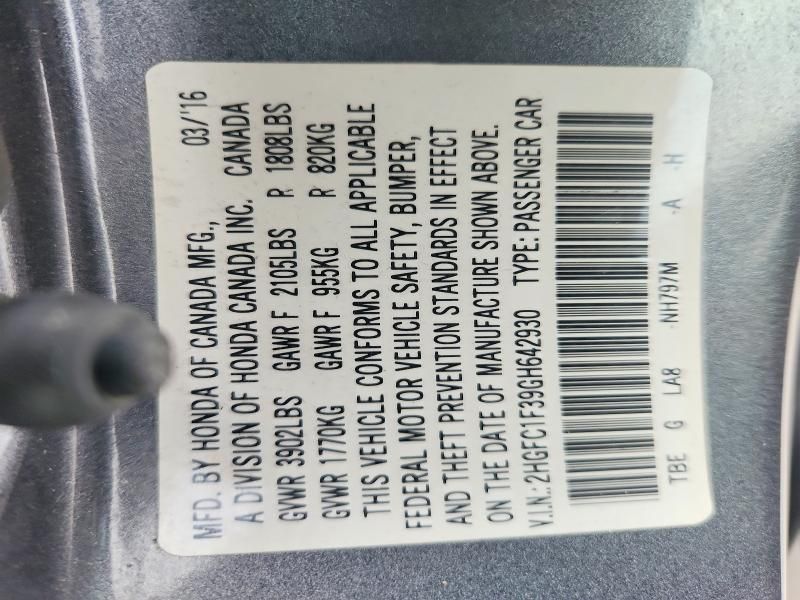 MFD. BY HONDA OF CANADA MFG., 03/'16
A DIVISION OF HONDA CANADA INC. CANADA
GVWR 3902LBS GAWR F 2105LBS R 1808LBS
GVWR 1770KG GAWR F 955KG R 820KG
THIS VEHICLE CONFORMS TO ALL APPLICABLE
FEDERAL MOTOR VEHICLE SAFETY, BUMPER,
AND THEFT PREVENTION STANDARDS IN EFFECT
ON THE DATE OF MANUFACTURE SHOWN ABOVE.
V.I.N.: 2HGFC1F39GH642930 TYPE: PASSENGER CAR
TBE G LA8 -NH797M -A -H